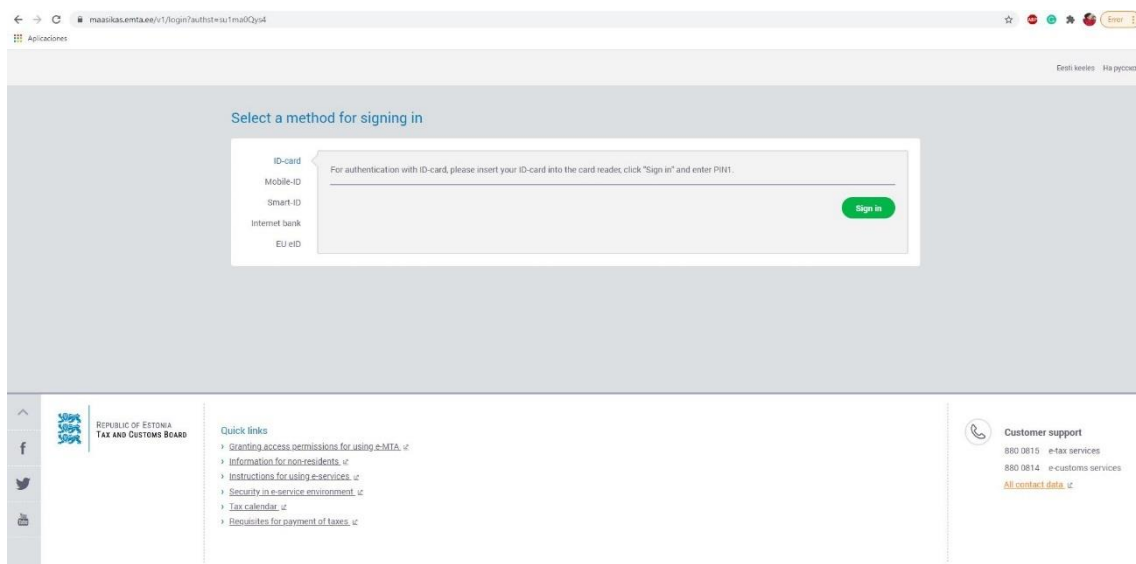 maasikas.emta.ee/v1/login?authst=su1ma0Qys4
Error
Aplicaciones
Eesti keeles На русском
Select a method for signing in
ID-card
For authentication with ID-card, please insert your ID-card into the card reader, click "Sign in" and enter PIN1.
Mobile-ID
Smart-ID
Sign in
Internet bank
EU eID
REPUBLIC OF ESTONIA
TAX AND CUSTOMS BOARD
Quick links
Granting access permissions for using e-MTA
Information for non-residents
Instructions for using e-services
Security in e-service environment
Tax calendar
Requisites for payment of taxes
Customer support
880 0815 e-tax services
880 0814 e-customs services
All contact data